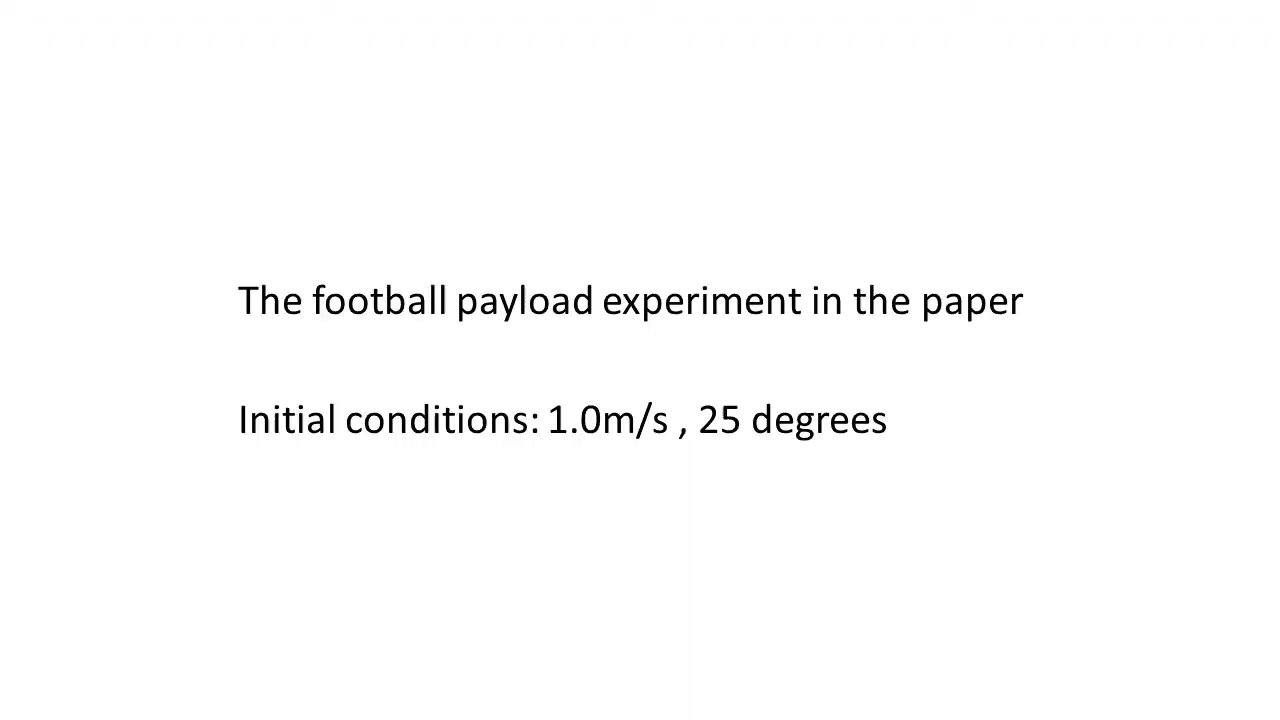 The football payload experiment in the paper
Initial conditions: 1.0m/s , 25 degrees